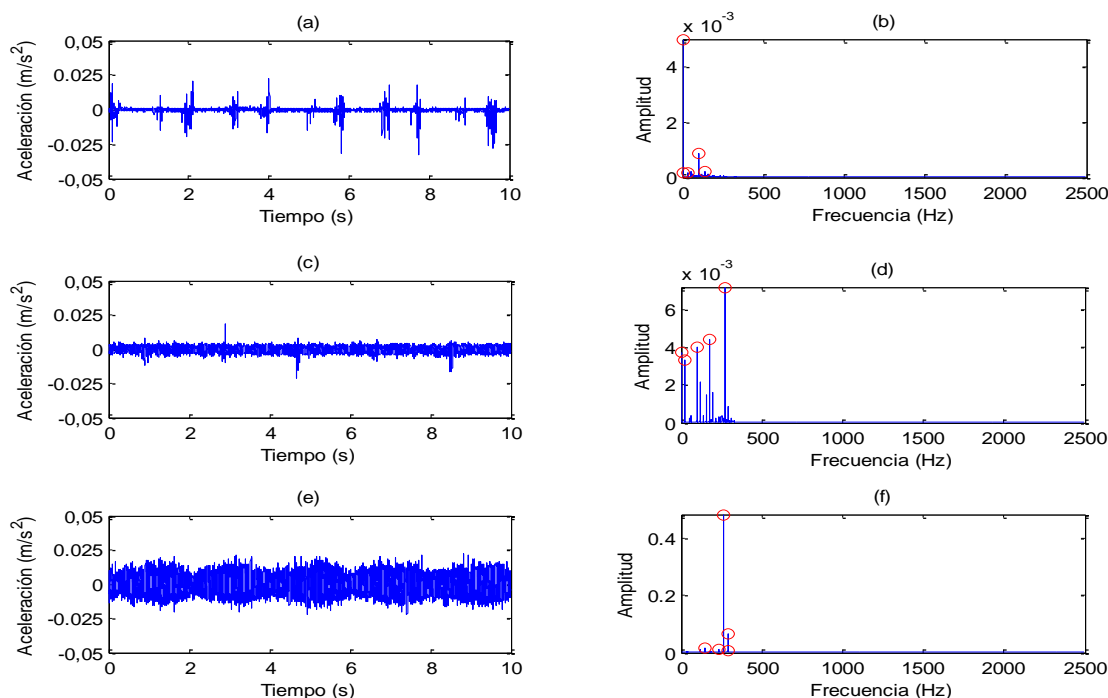 (a)
0,05
0.025
0
-0.025
-0,05
Aceleración (m/s²)
0 2 4 6 8 10
Tiempo (s)
(b)
x 10⁻³
4
2
0
Amplitud
0 500 1000 1500 2000 2500
Frecuencia (Hz)
(c)
0,05
0.025
0
-0.025
-0,05
Aceleración (m/s²)
0 2 4 6 8 10
Tiempo (s)
(d)
x 10⁻³
6
4
2
0
Amplitud
0 500 1000 1500 2000 2500
Frecuencia (Hz)
(e)
0,05
0.025
0
-0.025
-0,05
Aceleración (m/s²)
0 2 4 6 8 10
Tiempo (s)
(f)
0.4
0.2
0
Amplitud
0 500 1000 1500 2000 2500
Frecuencia (Hz)